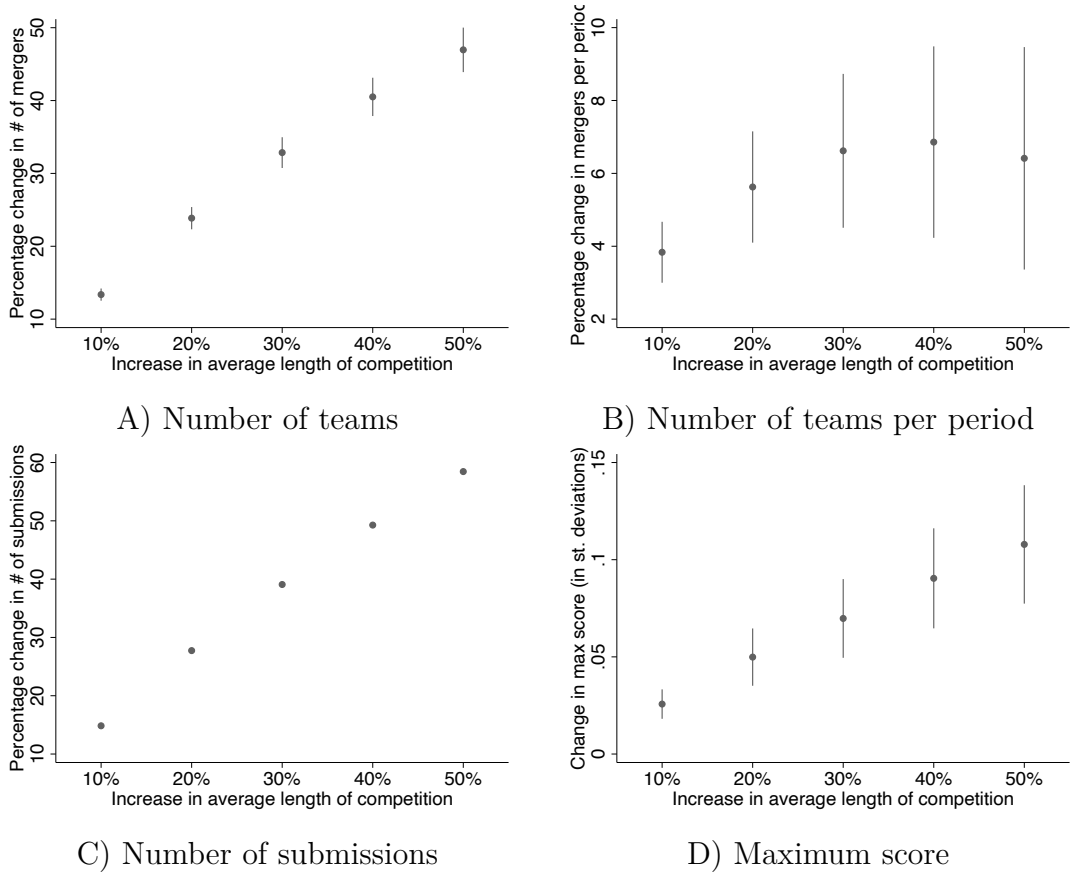 Percentage change in # of mergers
50
40
30
20
10
10% 20% 30% 40% 50%
Increase in average length of competition
A) Number of teams
Percentage change in mergers per period
10
8
6
4
2
10% 20% 30% 40% 50%
Increase in average length of competition
B) Number of teams per period
Percentage change in # of submissions
60
50
40
30
20
10
10% 20% 30% 40% 50%
Increase in average length of competition
C) Number of submissions
Change in max score (in st. deviations)
.15
.1
.05
0
10% 20% 30% 40% 50%
Increase in average length of competition
D) Maximum score